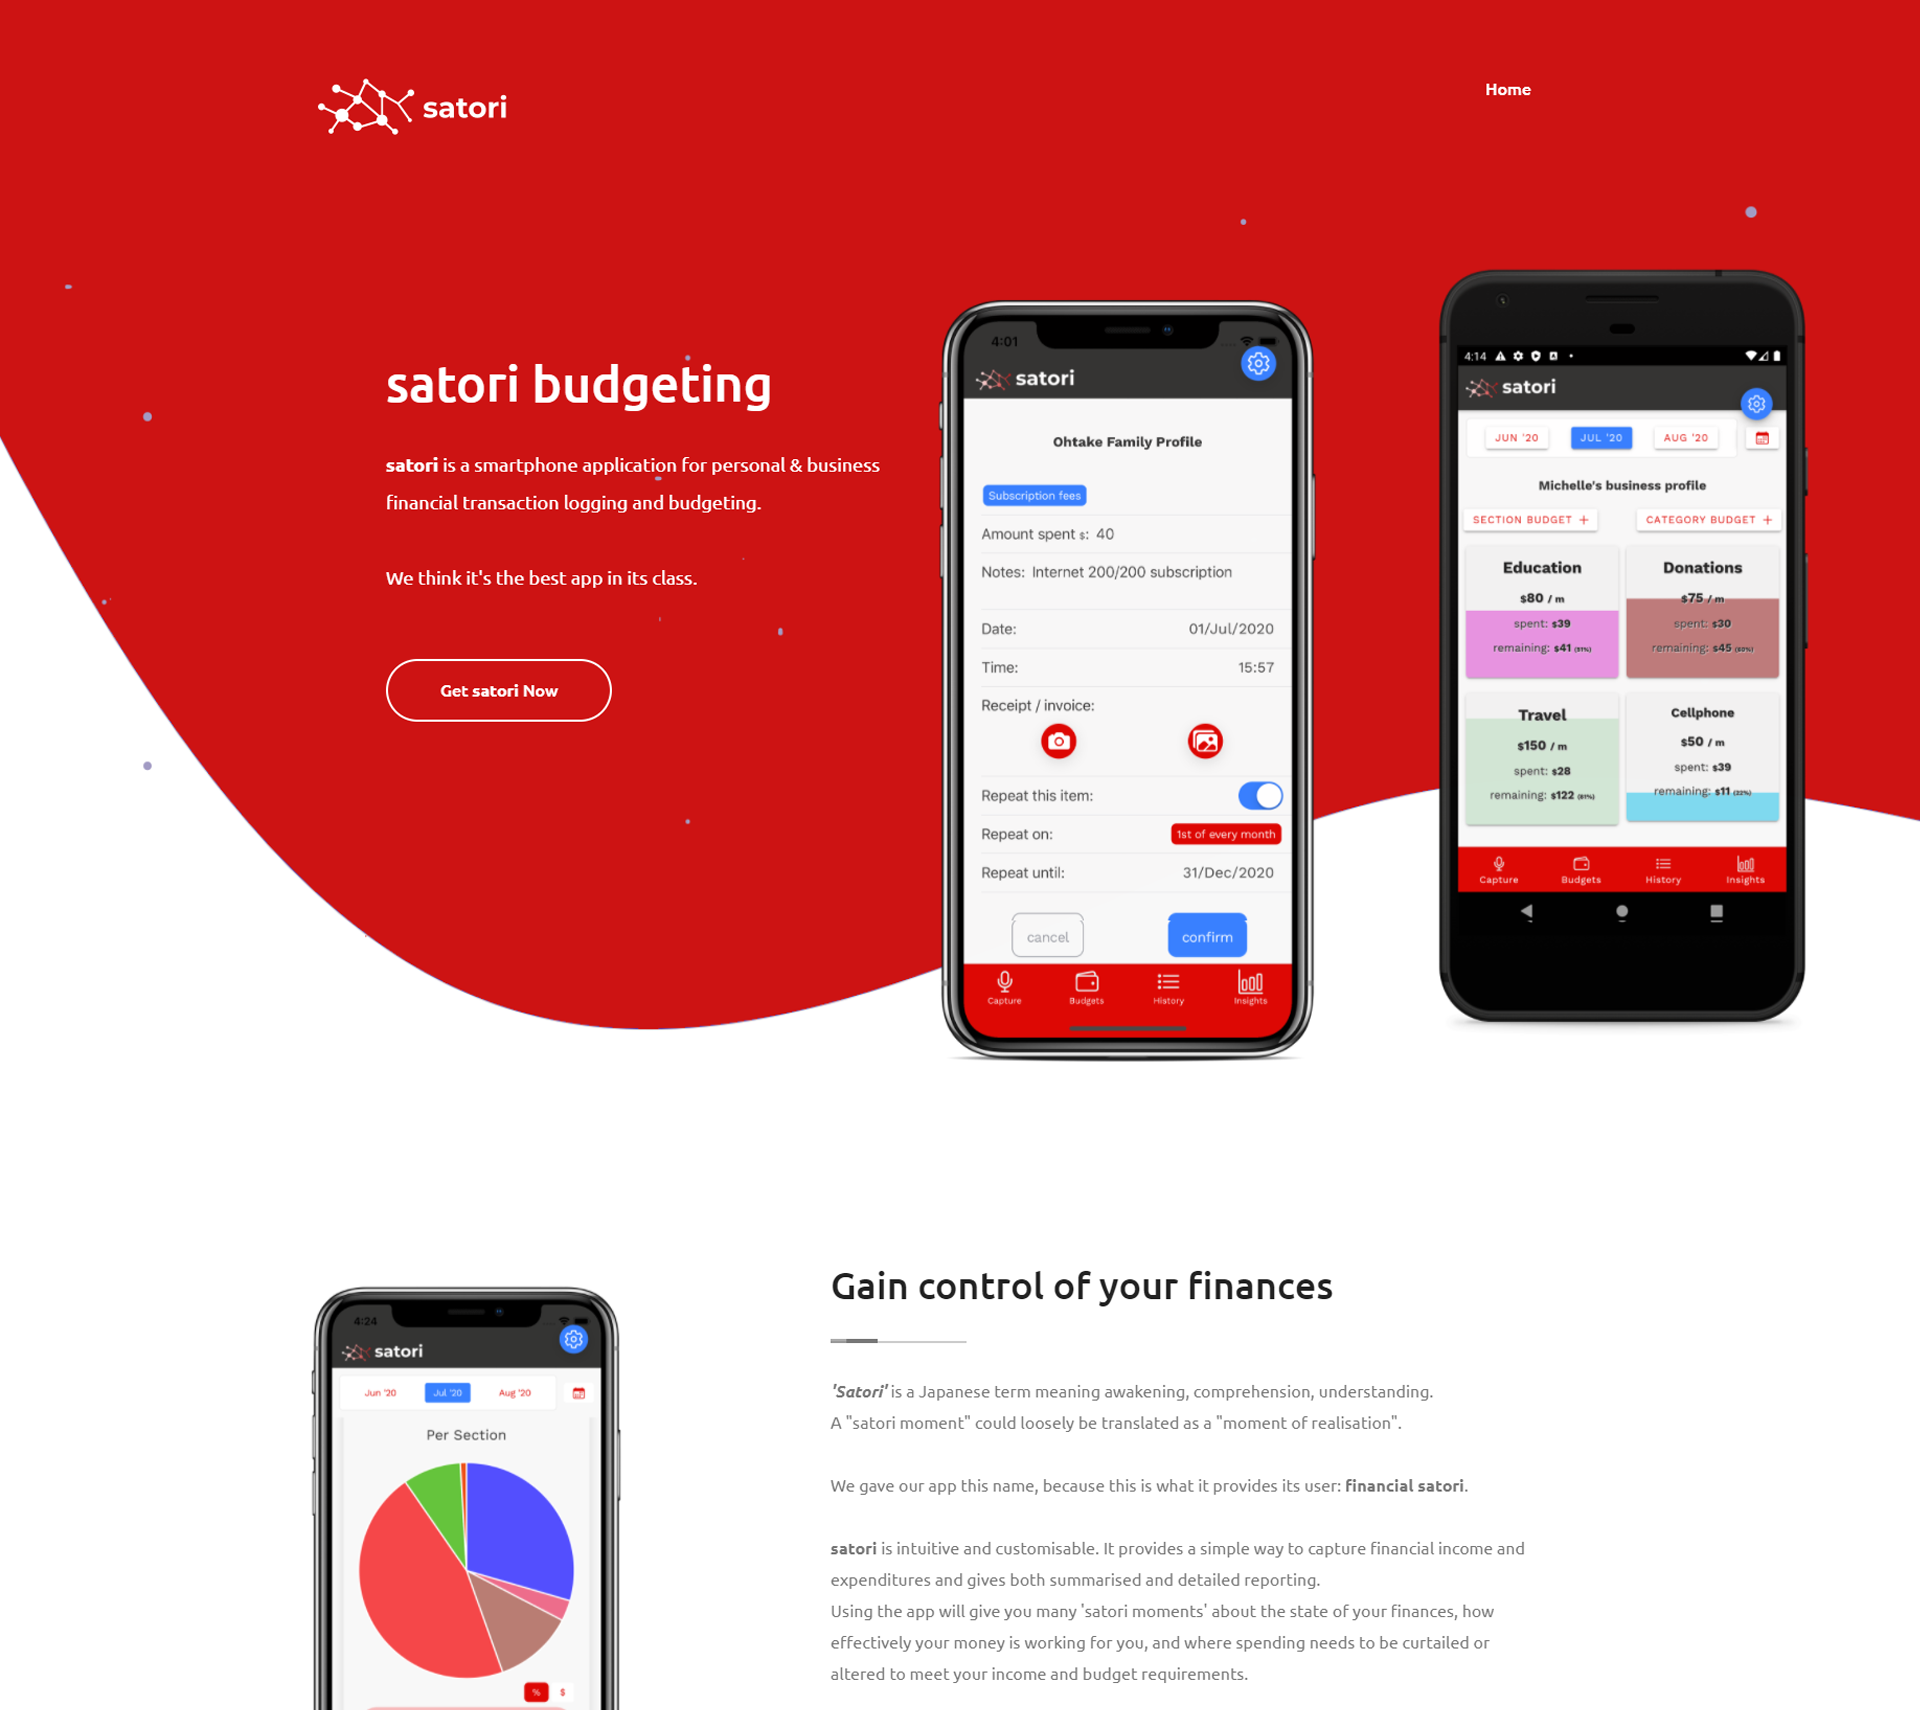 satori
Home
satori budgeting
satori is a smartphone application for personal & business
financial transaction logging and budgeting.
We think it's the best app in its class.
Get satori Now
4:01
satori
Ohtake Family Profile
Subscription fees
Amount spent $: 40
Notes: Internet 200/200 subscription
Date: 01/Jul/2020
Time: 15:57
Receipt / invoice:
Repeat this item:
Repeat on: 1st of every month
Repeat until: 31/Dec/2020
cancel confirm
Capture Budgets History Insights
4:14
satori
JUN '20 JUL '20 AUG '20
Michelle's business profile
SECTION BUDGET + CATEGORY BUDGET +
Education
$80 / m
spent: $39
remaining: $41 (51%)
Donations
$75 / m
spent: $30
remaining: $45 (60%)
Travel
$150 / m
spent: $28
remaining: $122 (81%)
Cellphone
$50 / m
spent: $39
remaining: $11 (22%)
Capture Budgets History Insights
Gain control of your finances
'Satori' is a Japanese term meaning awakening, comprehension, understanding.
A "satori moment" could loosely be translated as a "moment of realisation".
We gave our app this name, because this is what it provides its user: financial satori.
satori is intuitive and customisable. It provides a simple way to capture financial income and
expenditures and gives both summarised and detailed reporting.
Using the app will give you many 'satori moments' about the state of your finances, how
effectively your money is working for you, and where spending needs to be curtailed or
altered to meet your income and budget requirements.
4:24
satori
Jun '20 Jul '20 Aug '20
Per Section
% $